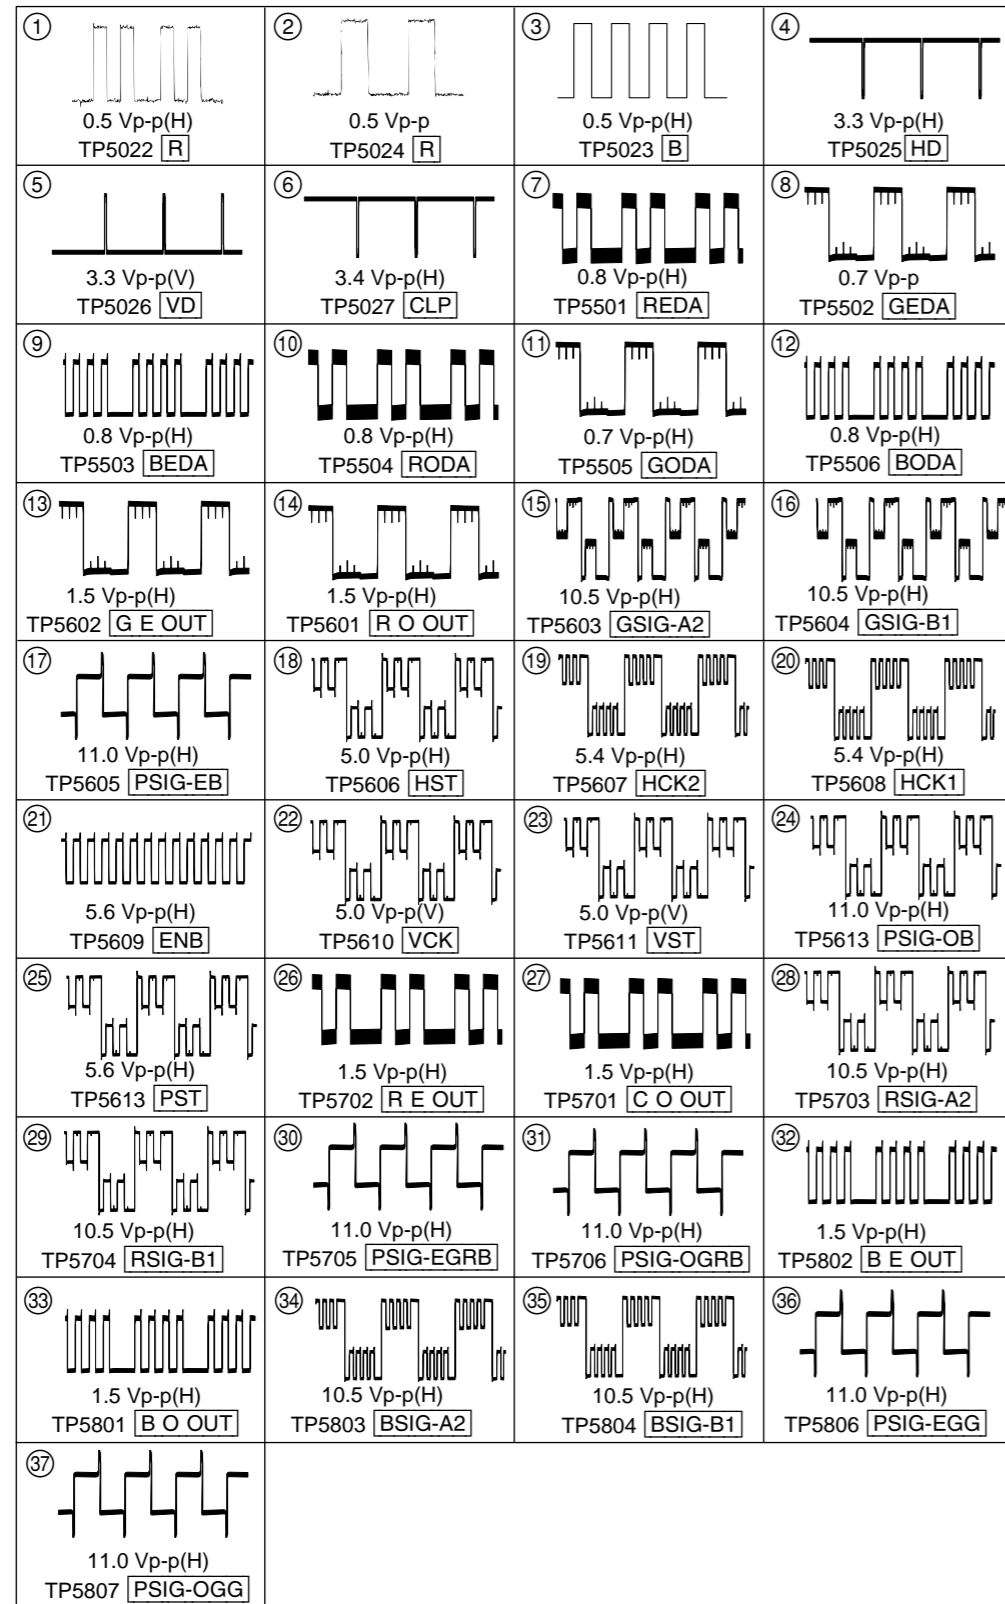 ①
0.5 Vp-p(H)
TP5022 R
②
0.5 Vp-p
TP5024 R
③
0.5 Vp-p(H)
TP5023 B
④
3.3 Vp-p(H)
TP5025 HD
⑤
3.3 Vp-p(V)
TP5026 VD
⑥
3.4 Vp-p(H)
TP5027 CLP
⑦
0.8 Vp-p(H)
TP5501 REDA
⑧
0.7 Vp-p
TP5502 GEDA
⑨
0.8 Vp-p(H)
TP5503 BEDA
⑩
0.8 Vp-p(H)
TP5504 RODA
⑪
0.7 Vp-p(H)
TP5505 GODA
⑫
0.8 Vp-p(H)
TP5506 BODA
⑬
1.5 Vp-p(H)
TP5602 G E OUT
⑭
1.5 Vp-p(H)
TP5601 R O OUT
⑮
10.5 Vp-p(H)
TP5603 GSIG-A2
⑯
10.5 Vp-p(H)
TP5604 GSIG-B1
⑰
11.0 Vp-p(H)
TP5605 PSIG-EB
⑱
5.0 Vp-p(H)
TP5606 HST
⑲
5.4 Vp-p(H)
TP5607 HCK2
⑳
5.4 Vp-p(H)
TP5608 HCK1
㉑
5.6 Vp-p(H)
TP5609 ENB
㉒
5.0 Vp-p(V)
TP5610 VCK
㉓
5.0 Vp-p(V)
TP5611 VST
㉔
11.0 Vp-p(H)
TP5613 PSIG-OB
㉕
5.6 Vp-p(H)
TP5613 PST
㉖
1.5 Vp-p(H)
TP5702 R E OUT
㉗
1.5 Vp-p(H)
TP5701 C O OUT
㉘
10.5 Vp-p(H)
TP5703 RSIG-A2
㉙
10.5 Vp-p(H)
TP5704 RSIG-B1
㉚
11.0 Vp-p(H)
TP5705 PSIG-EGRB
㉛
11.0 Vp-p(H)
TP5706 PSIG-OGRB
㉜
1.5 Vp-p(H)
TP5802 B E OUT
㉝
1.5 Vp-p(H)
TP5801 B O OUT
㉞
10.5 Vp-p(H)
TP5803 BSIG-A2
㉟
10.5 Vp-p(H)
TP5804 BSIG-B1
㊱
11.0 Vp-p(H)
TP5806 PSIG-EGG
㊲
11.0 Vp-p(H)
TP5807 PSIG-OGG